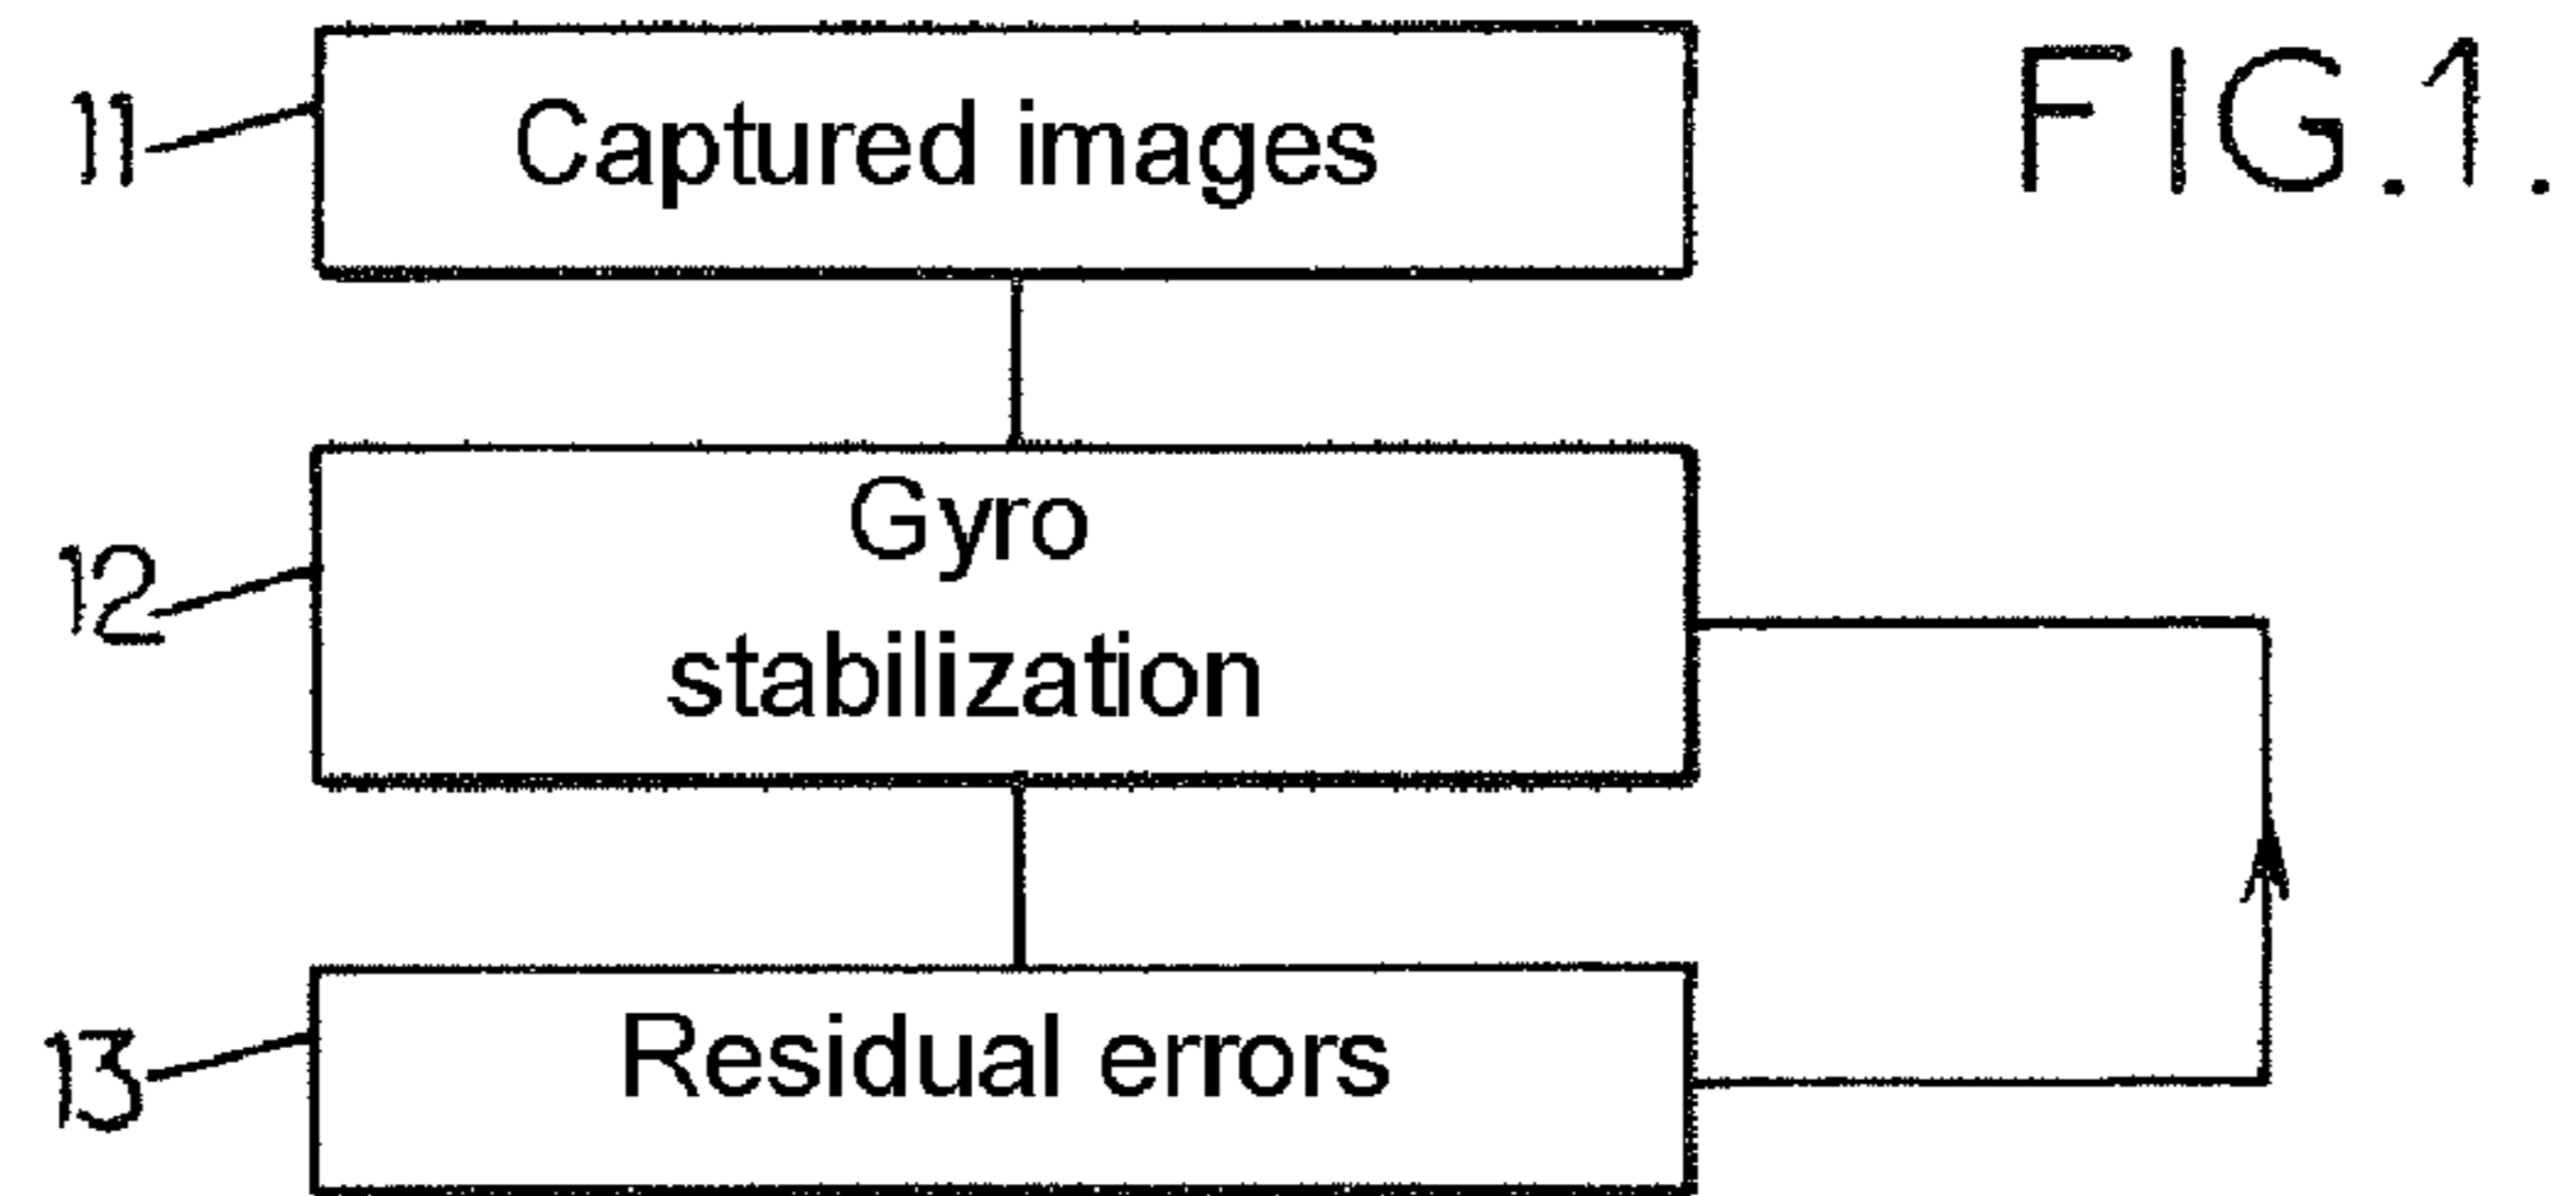 FIG.1.
11
Captured images
12
Gyro
stabilization
13
Residual errors